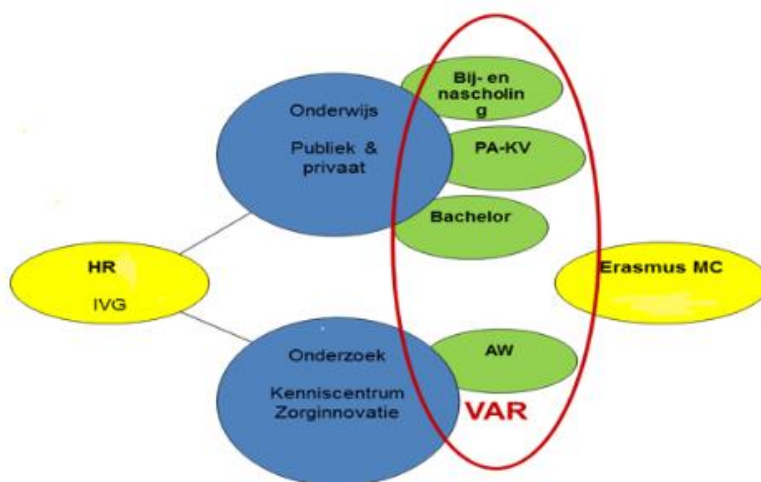 Bij- en
nascholin
g
Onderwijs
Publiek &
privaat
PA-KV
Bachelor
HR
IVG
Erasmus MC
Onderzoek
Kenniscentrum
Zorginnovatie
AW
VAR